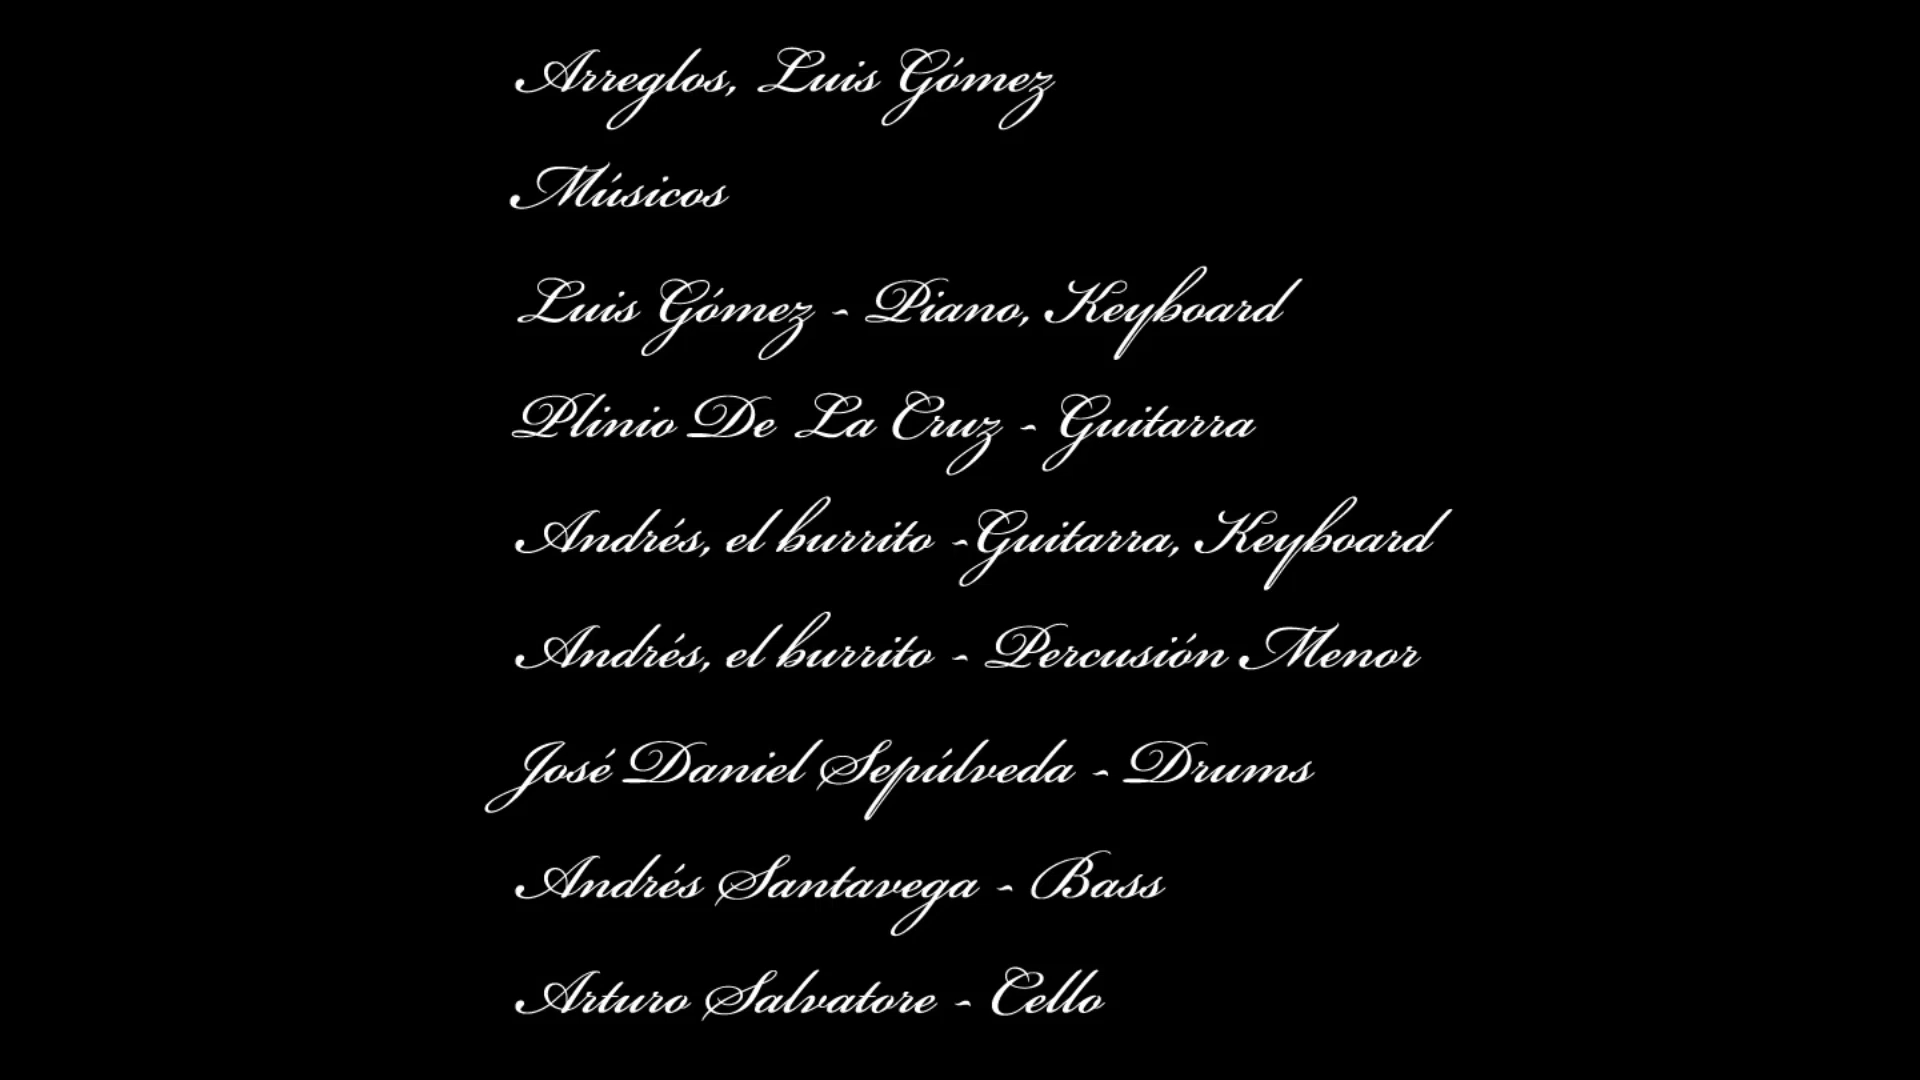 Arreglos, Luis Gómez
Músicos
Luis Gómez - Piano, Keyboard
Plinio De La Cruz - Guitarra
Andrés, el burrito -Guitarra, Keyboard
Andrés, el burrito - Percusión Menor
José Daniel Sepúlveda - Drums
Andrés Santavega - Bass
Arturo Salvatore - Cello